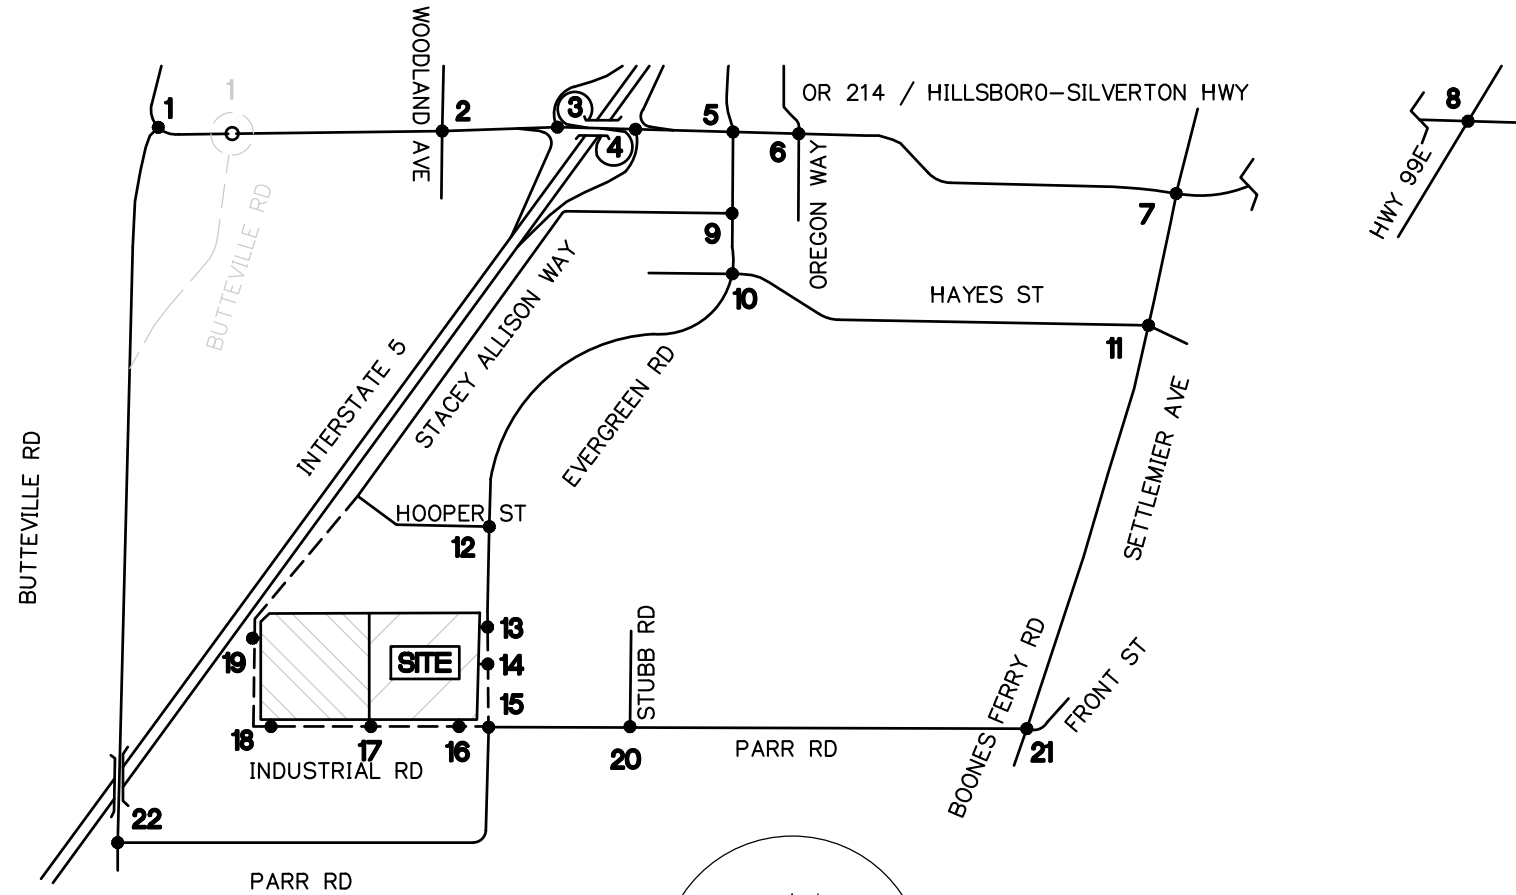 WOODLAND AVE
OR 214 / HILLSBORO-SILVERTON HWY
1
1
2
3
4
5
6
7
8
HWY 99E
BUTTEVILLE RD
OREGON WAY
9
10
HAYES ST
11
INTERSTATE 5
STACEY ALLISON WAY
EVERGREEN RD
SETTLEMIER AVE
BUTTEVILLE RD
HOOPER ST
12
13
SITE
14
15
19
STUBB RD
BOONES FERRY RD
FRONT ST
18
17
16
20
PARR RD
21
INDUSTRIAL RD
22
PARR RD